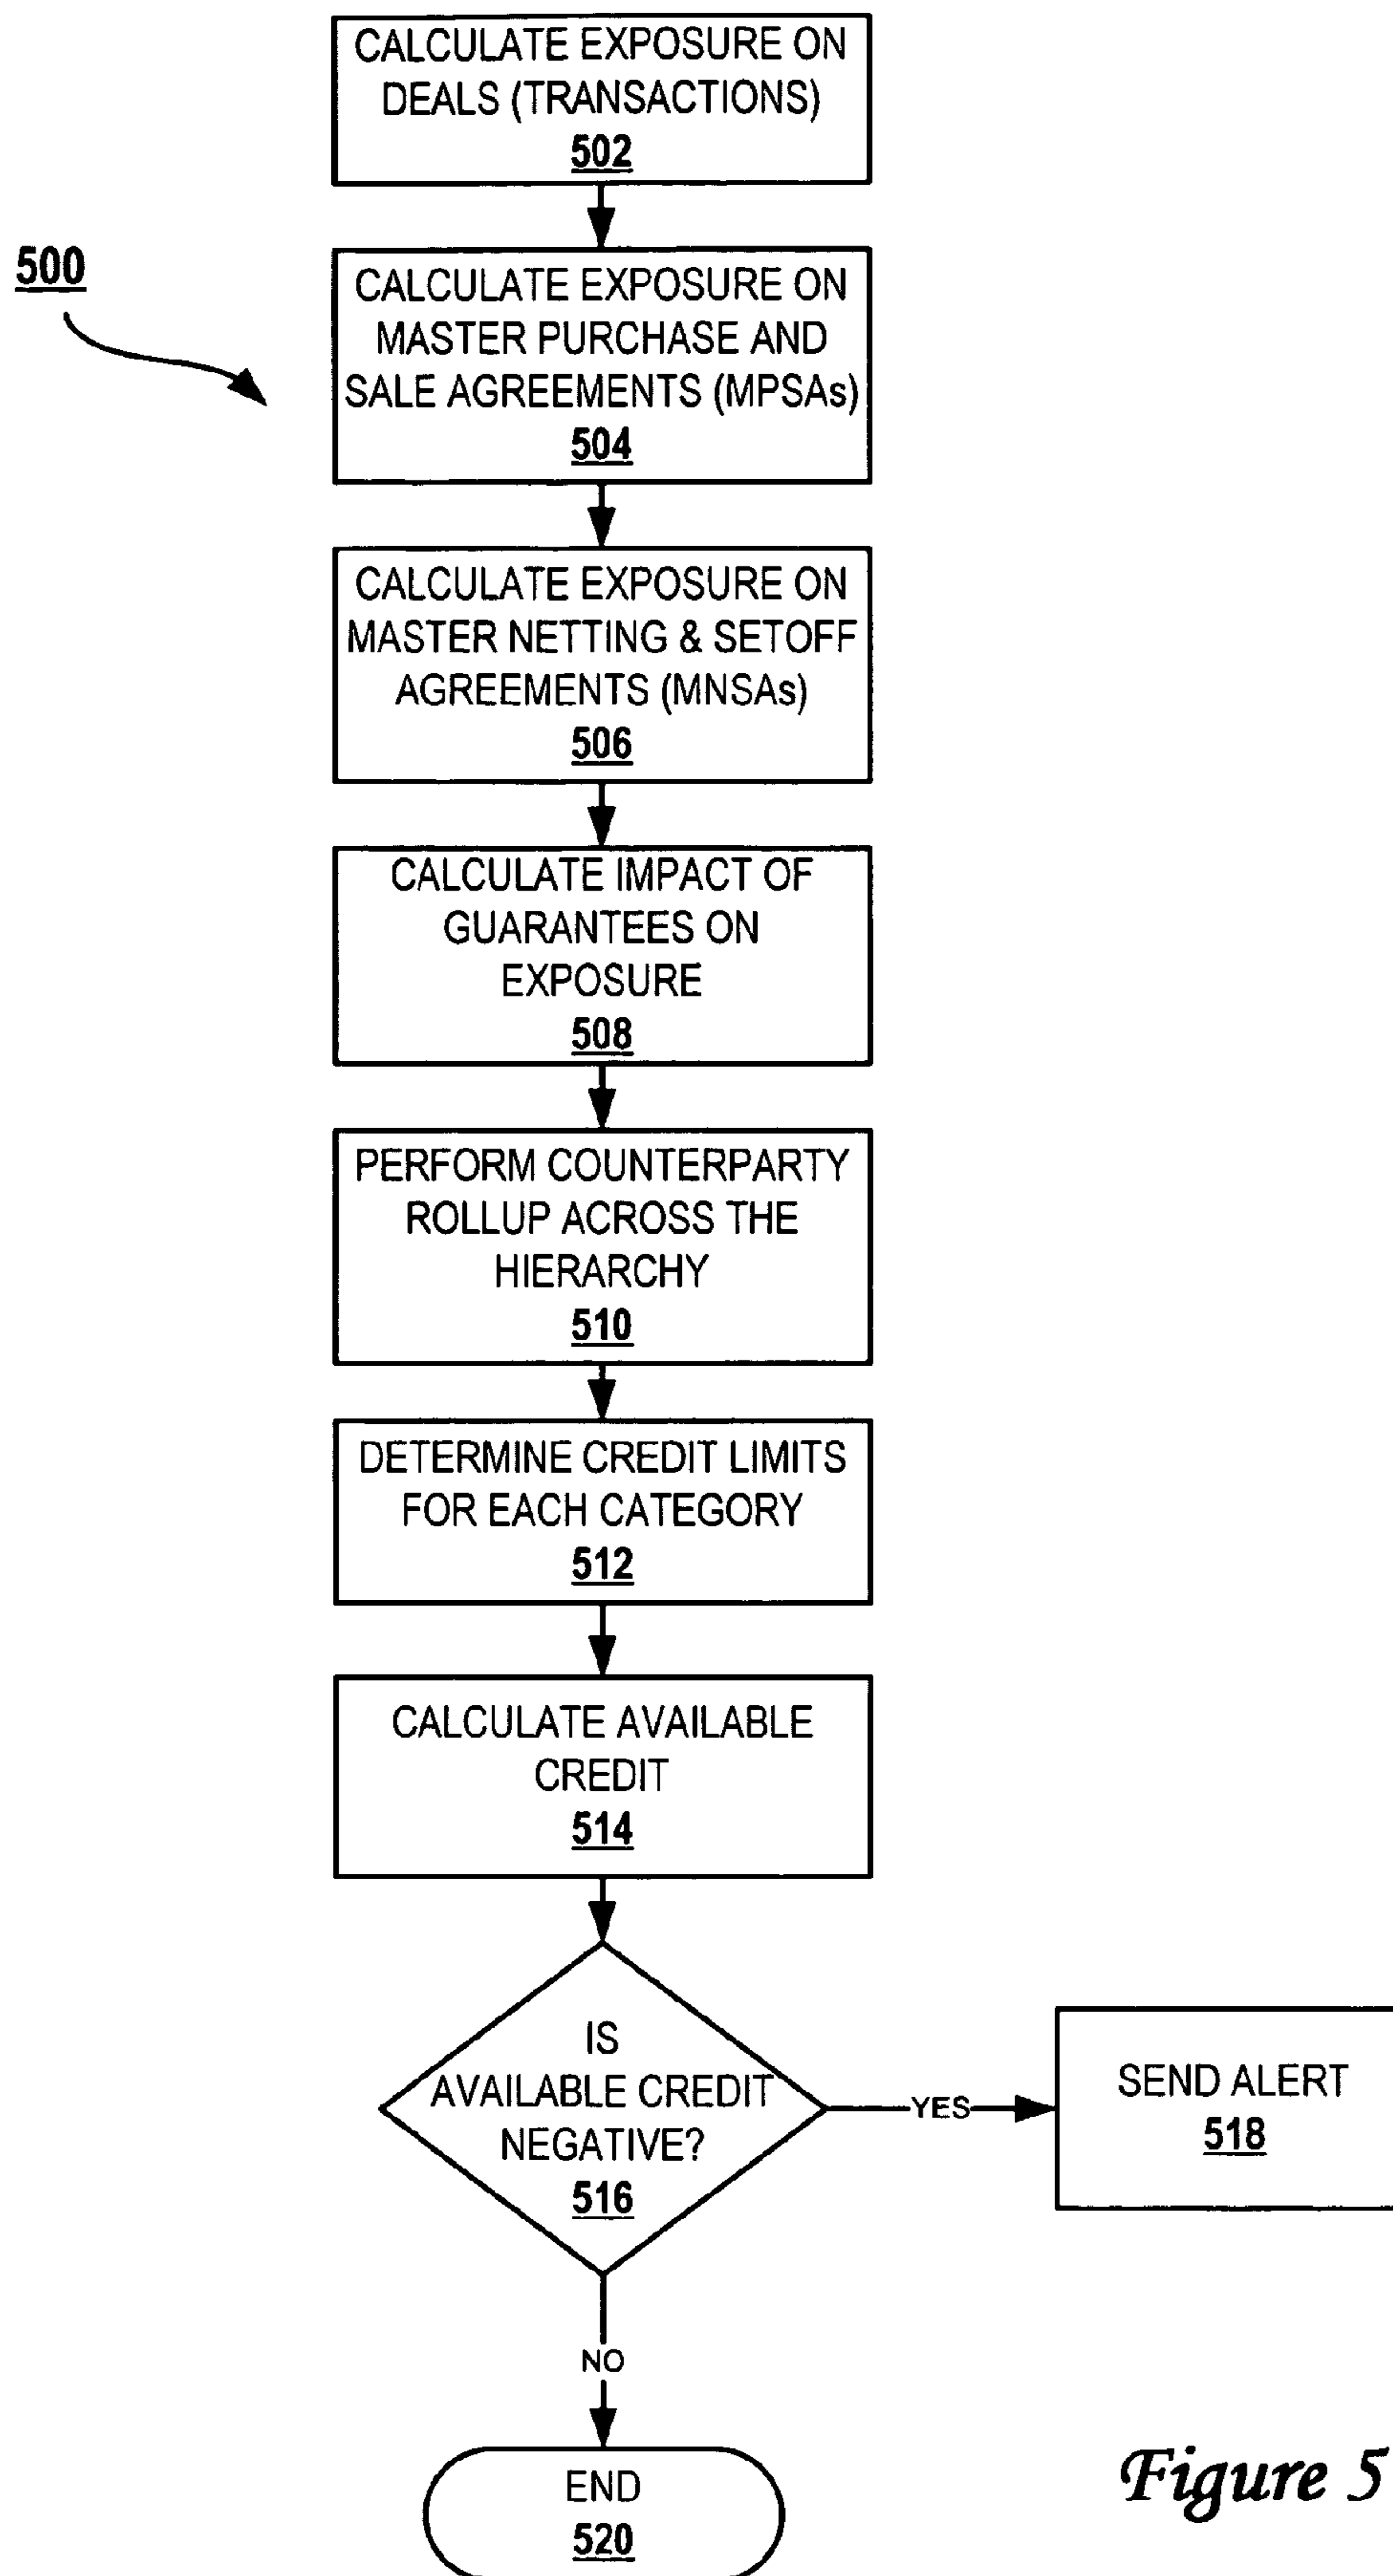 CALCULATE EXPOSURE ON
DEALS (TRANSACTIONS)
502
500
CALCULATE EXPOSURE ON
MASTER PURCHASE AND
SALE AGREEMENTS (MPSAs)
504
CALCULATE EXPOSURE ON
MASTER NETTING & SETOFF
AGREEMENTS (MNSAs)
506
CALCULATE IMPACT OF
GUARANTEES ON
EXPOSURE
508
PERFORM COUNTERPARTY
ROLLUP ACROSS THE
HIERARCHY
510
DETERMINE CREDIT LIMITS
FOR EACH CATEGORY
512
CALCULATE AVAILABLE
CREDIT
514
IS
AVAILABLE CREDIT
NEGATIVE?
516
YES
SEND ALERT
518
NO
END
520
Figure 5